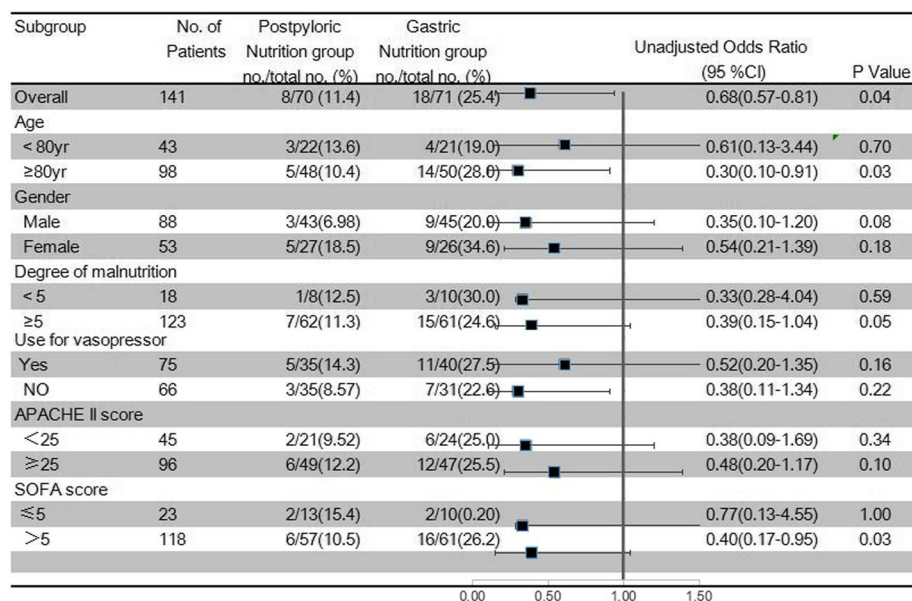 Subgroup No. of Patients Postpyloric Nutrition group no./total no. (%) Gastric Nutrition group no./total no. (%) Unadjusted Odds Ratio (95 %CI) P Value
Overall 141 8/70 (11.4) 18/71 (25.4) 0.68(0.57-0.81) 0.04
Age
< 80yr 43 3/22(13.6) 4/21(19.0) 0.61(0.13-3.44) 0.70
≥80yr 98 5/48(10.4) 14/50(28.0) 0.30(0.10-0.91) 0.03
Gender
Male 88 3/43(6.98) 9/45(20.0) 0.35(0.10-1.20) 0.08
Female 53 5/27(18.5) 9/26(34.6) 0.54(0.21-1.39) 0.18
Degree of malnutrition
< 5 18 1/8(12.5) 3/10(30.0) 0.33(0.28-4.04) 0.59
≥5 123 7/62(11.3) 15/61(24.6) 0.39(0.15-1.04) 0.05
Use for vasopressor
Yes 75 5/35(14.3) 11/40(27.5) 0.52(0.20-1.35) 0.16
NO 66 3/35(8.57) 7/31(22.6) 0.38(0.11-1.34) 0.22
APACHE II score
＜25 45 2/21(9.52) 6/24(25.0) 0.38(0.09-1.69) 0.34
≥25 96 6/49(12.2) 12/47(25.5) 0.48(0.20-1.17) 0.10
SOFA score
≤5 23 2/13(15.4) 2/10(0.20) 0.77(0.13-4.55) 1.00
＞5 118 6/57(10.5) 16/61(26.2) 0.40(0.17-0.95) 0.03
0.00 0.50 1.00 1.50